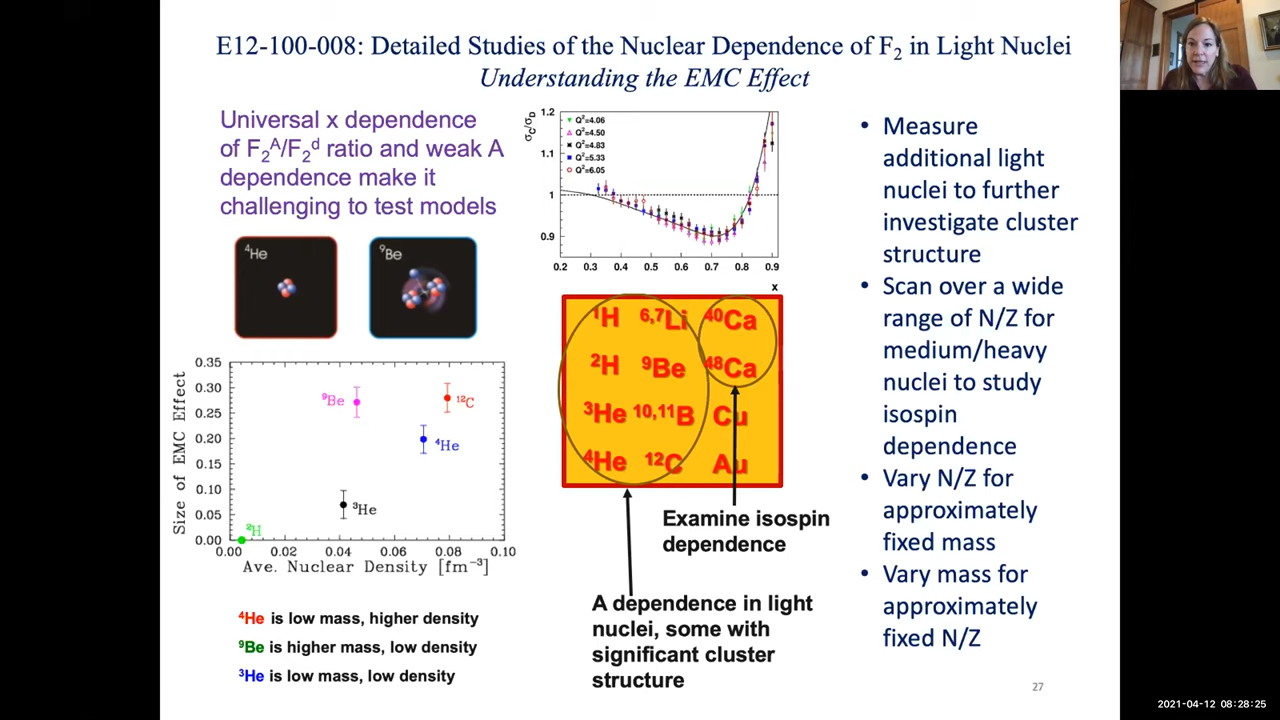 E12-100-008: Detailed Studies of the Nuclear Dependence of F₂ in Light Nuclei
Understanding the EMC Effect
Universal x dependence
of F₂ᴬ/F₂ᵈ ratio and weak A
dependence make it
challenging to test models
⁴He
⁹Be
σC/σD
1.2
1.1
1
0.9
Q²=4.06
Q²=4.50
Q²=4.83
Q²=5.33
Q²=6.05
0.2 0.3 0.4 0.5 0.6 0.7 0.8 0.9
x
Size of EMC Effect
0.35
0.30
0.25
0.20
0.15
0.10
0.05
0.00
⁹Be
¹²C
⁴He
³He
²H
0.00 0.02 0.04 0.06 0.08 0.10
Ave. Nuclear Density [fm⁻³]
⁴He is low mass, higher density
⁹Be is higher mass, low density
³He is low mass, low density
¹H ⁶,⁷Li ⁴⁰Ca
²H ⁹Be ⁴⁸Ca
³He ¹⁰,¹¹B Cu
⁴He ¹²C Au
Examine isospin
dependence
A dependence in light
nuclei, some with
significant cluster
structure
• Measure
additional light
nuclei to further
investigate cluster
structure
• Scan over a wide
range of N/Z for
medium/heavy
nuclei to study
isospin
dependence
• Vary N/Z for
approximately
fixed mass
• Vary mass for
approximately
fixed N/Z
27
2021-04-12 08:28:25